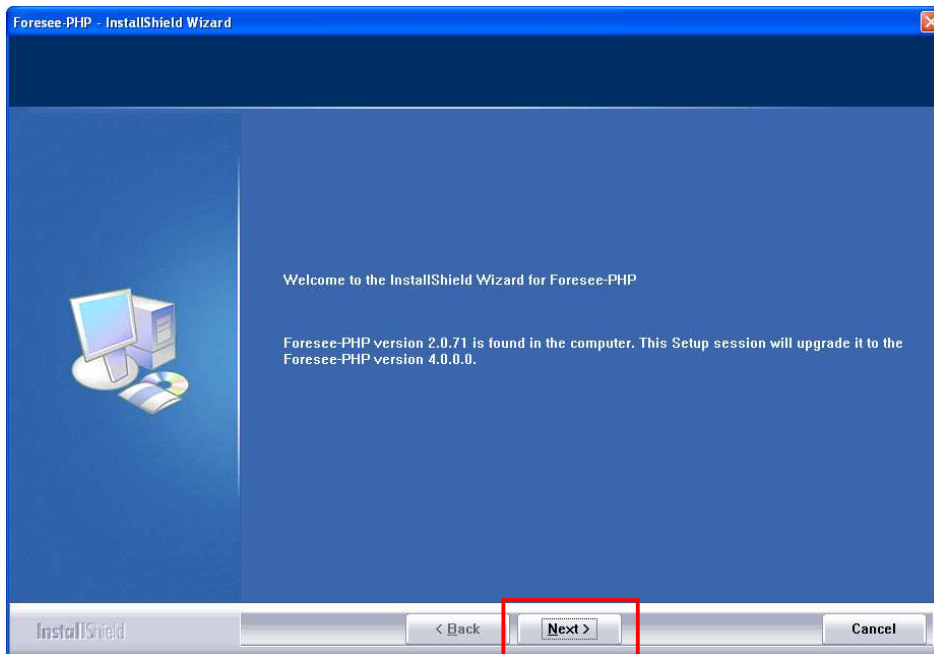 Foresee-PHP - InstallShield Wizard
Welcome to the InstallShield Wizard for Foresee-PHP
Foresee-PHP version 2.0.71 is found in the computer. This Setup session will upgrade it to the
Foresee-PHP version 4.0.0.0.
InstallShield
< Back
Next >
Cancel